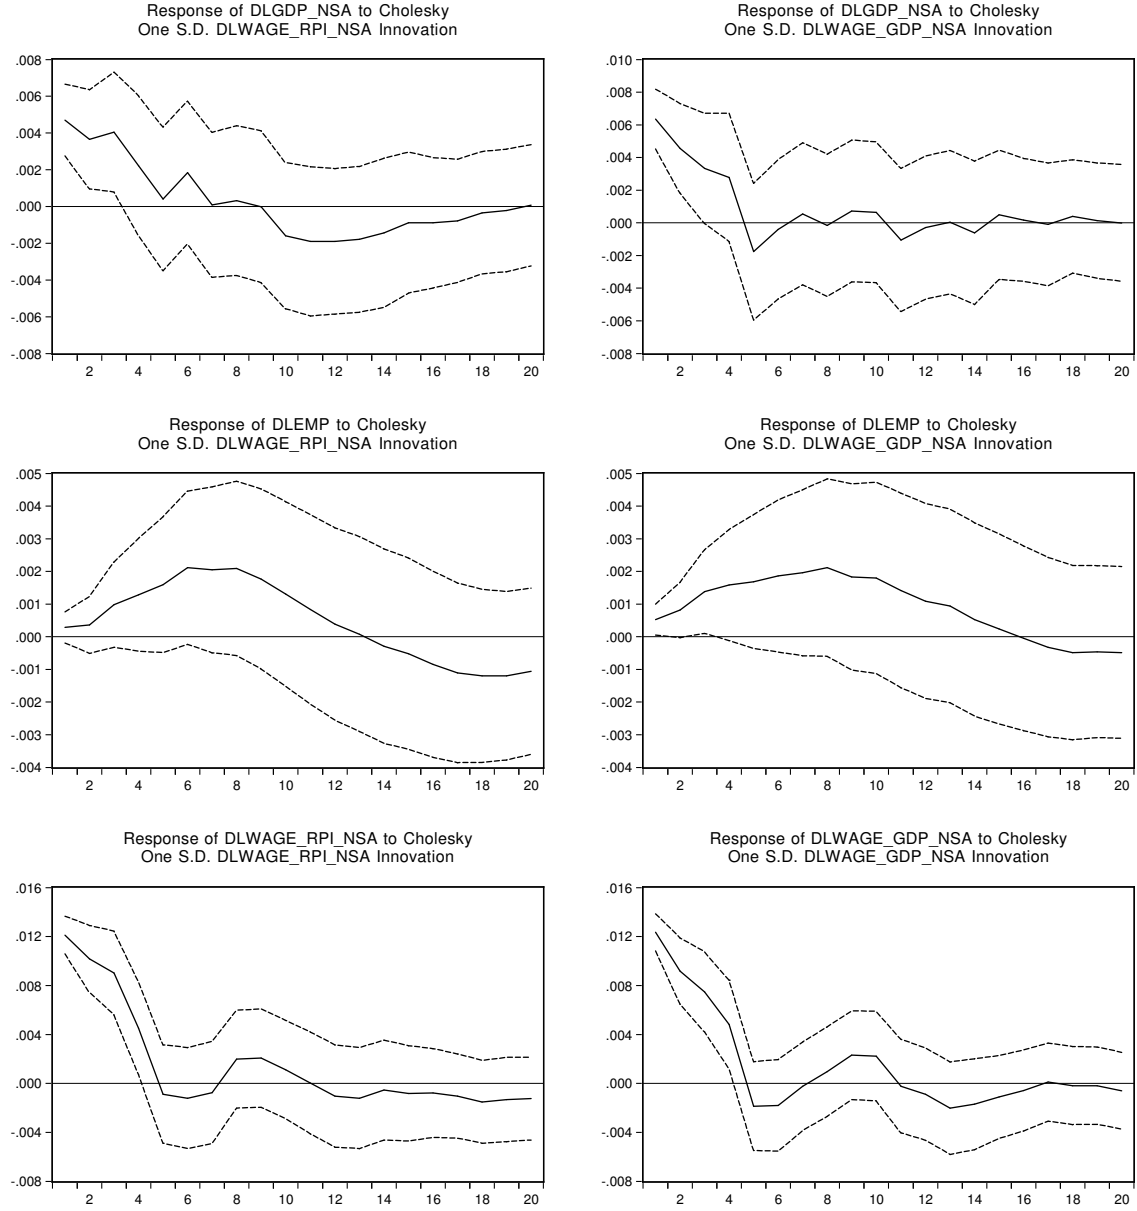 Response of DLGDP_NSA to Cholesky
One S.D. DLWAGE_RPI_NSA Innovation
.008
.006
.004
.002
.000
-.002
-.004
-.006
-.008
2 4 6 8 10 12 14 16 18 20
Response of DLGDP_NSA to Cholesky
One S.D. DLWAGE_GDP_NSA Innovation
.010
.008
.006
.004
.002
.000
-.002
-.004
-.006
-.008
2 4 6 8 10 12 14 16 18 20
Response of DLEMP to Cholesky
One S.D. DLWAGE_RPI_NSA Innovation
.005
.004
.003
.002
.001
.000
-.001
-.002
-.003
-.004
2 4 6 8 10 12 14 16 18 20
Response of DLEMP to Cholesky
One S.D. DLWAGE_GDP_NSA Innovation
.005
.004
.003
.002
.001
.000
-.001
-.002
-.003
-.004
2 4 6 8 10 12 14 16 18 20
Response of DLWAGE_RPI_NSA to Cholesky
One S.D. DLWAGE_RPI_NSA Innovation
.016
.012
.008
.004
.000
-.004
-.008
2 4 6 8 10 12 14 16 18 20
Response of DLWAGE_GDP_NSA to Cholesky
One S.D. DLWAGE_GDP_NSA Innovation
.016
.012
.008
.004
.000
-.004
-.008
2 4 6 8 10 12 14 16 18 20